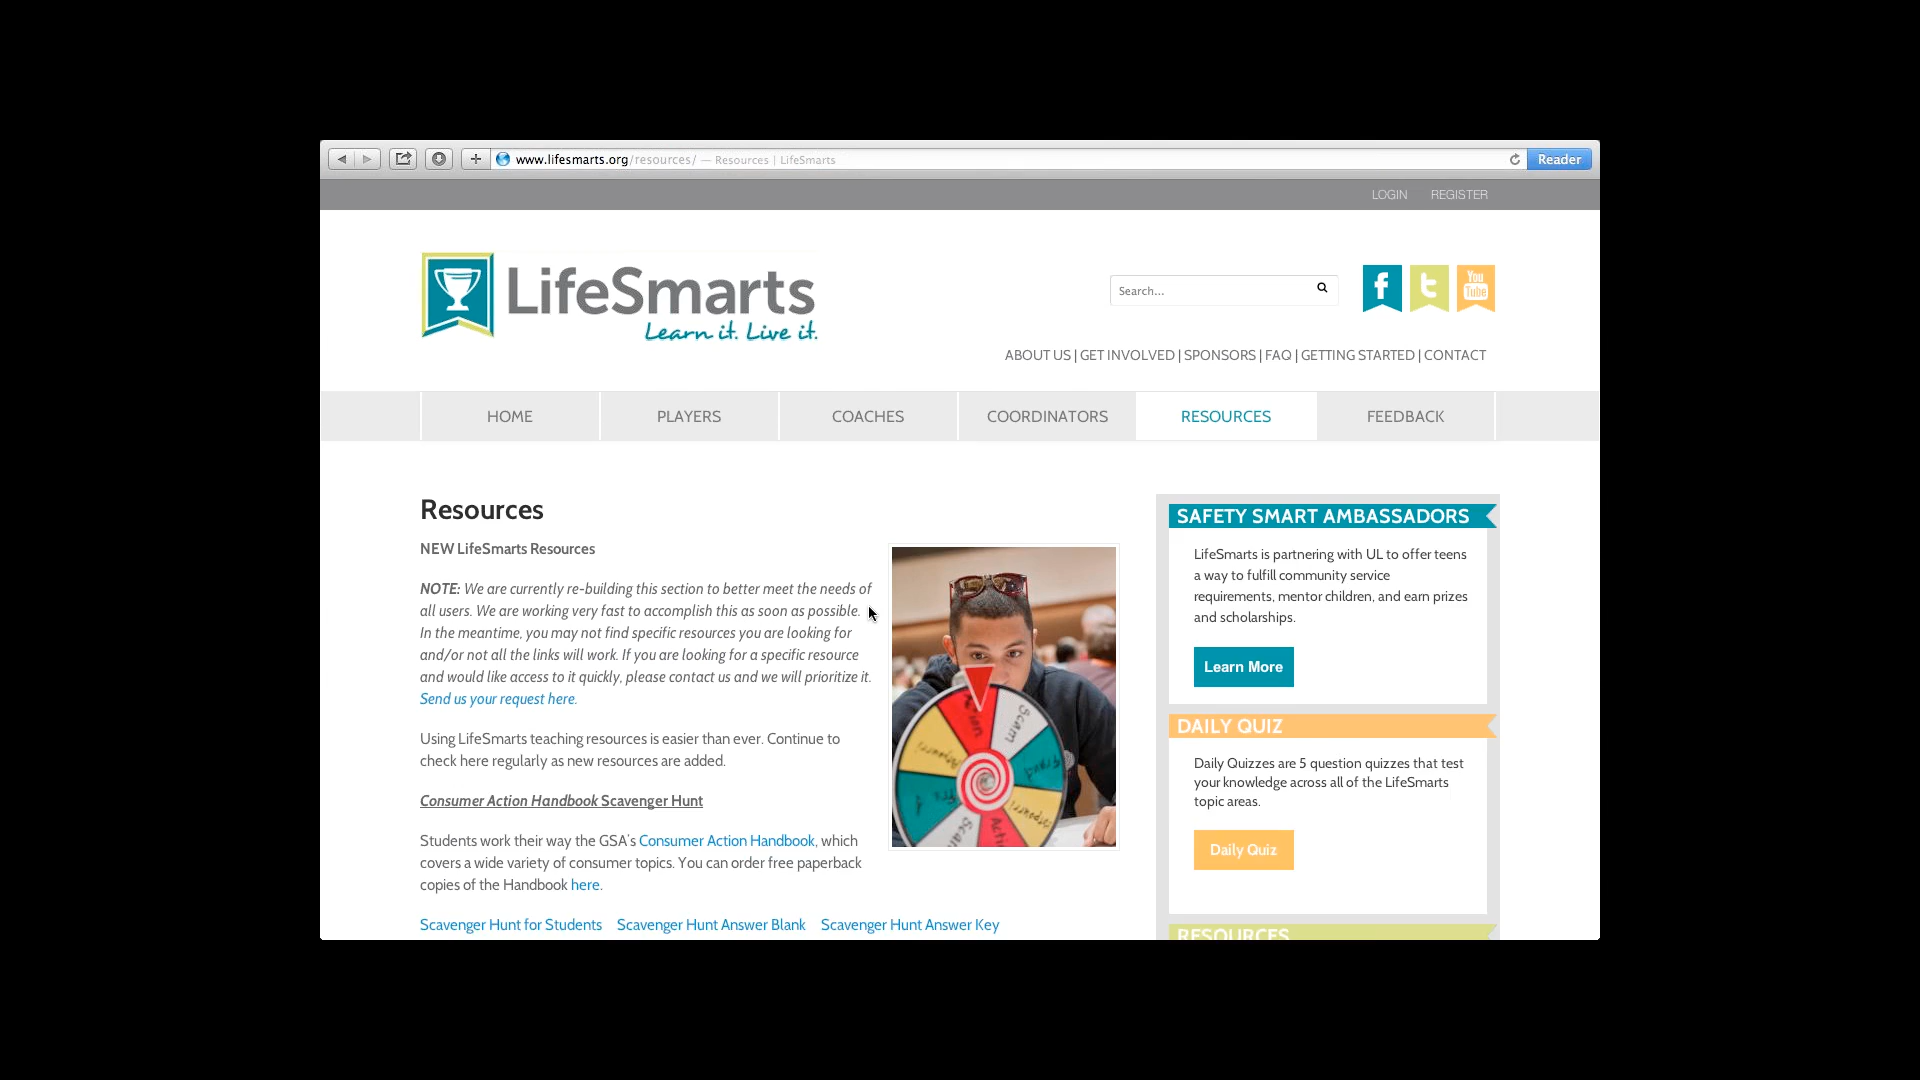 www.lifesmarts.org/resources/ — Resources | LifeSmarts
Reader
LOGIN REGISTER
LifeSmarts
Learn it. Live it.
Search...
f t You Tube
ABOUT US | GET INVOLVED | SPONSORS | FAQ | GETTING STARTED | CONTACT
HOME PLAYERS COACHES COORDINATORS RESOURCES FEEDBACK
Resources
NEW LifeSmarts Resources
NOTE: We are currently re-building this section to better meet the needs of
all users. We are working very fast to accomplish this as soon as possible.
In the meantime, you may not find specific resources you are looking for
and/or not all the links will work. If you are looking for a specific resource
and would like access to it quickly, please contact us and we will prioritize it.
Send us your request here.
Using LifeSmarts teaching resources is easier than ever. Continue to
check here regularly as new resources are added.
Consumer Action Handbook Scavenger Hunt
Students work their way the GSA's Consumer Action Handbook, which
covers a wide variety of consumer topics. You can order free paperback
copies of the Handbook here.
Scavenger Hunt for Students Scavenger Hunt Answer Blank Scavenger Hunt Answer Key
Scam
Fraud
SAFETY SMART AMBASSADORS
LifeSmarts is partnering with UL to offer teens
a way to fulfill community service
requirements, mentor children, and earn prizes
and scholarships.
Learn More
DAILY QUIZ
Daily Quizzes are 5 question quizzes that test
your knowledge across all of the LifeSmarts
topic areas.
Daily Quiz
RESOURCES